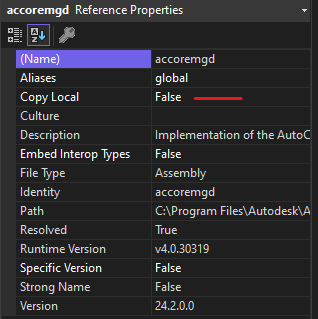 accoremgd Reference Properties
(Name) accoremgd
Aliases global
Copy Local False
Culture
Description Implementation of the AutoC
Embed Interop Types False
File Type Assembly
Identity accoremgd
Path C:\Program Files\Autodesk\A
Resolved True
Runtime Version v4.0.30319
Specific Version False
Strong Name False
Version 24.2.0.0